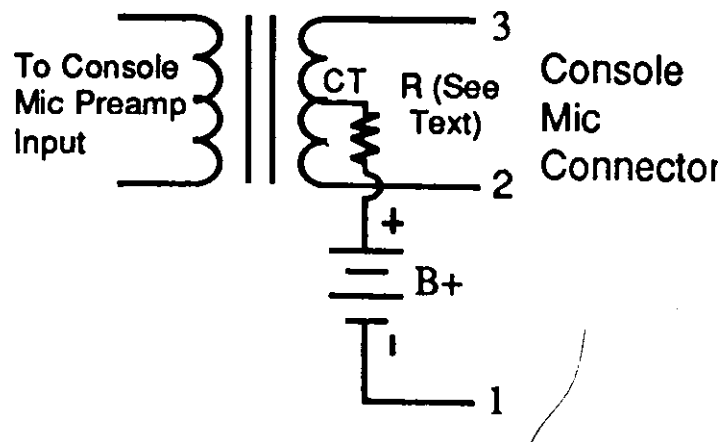 To Console
Mic Preamp
Input
CT
R (See
Text)
3
Console
Mic
Connector
2
+
B+
-
1